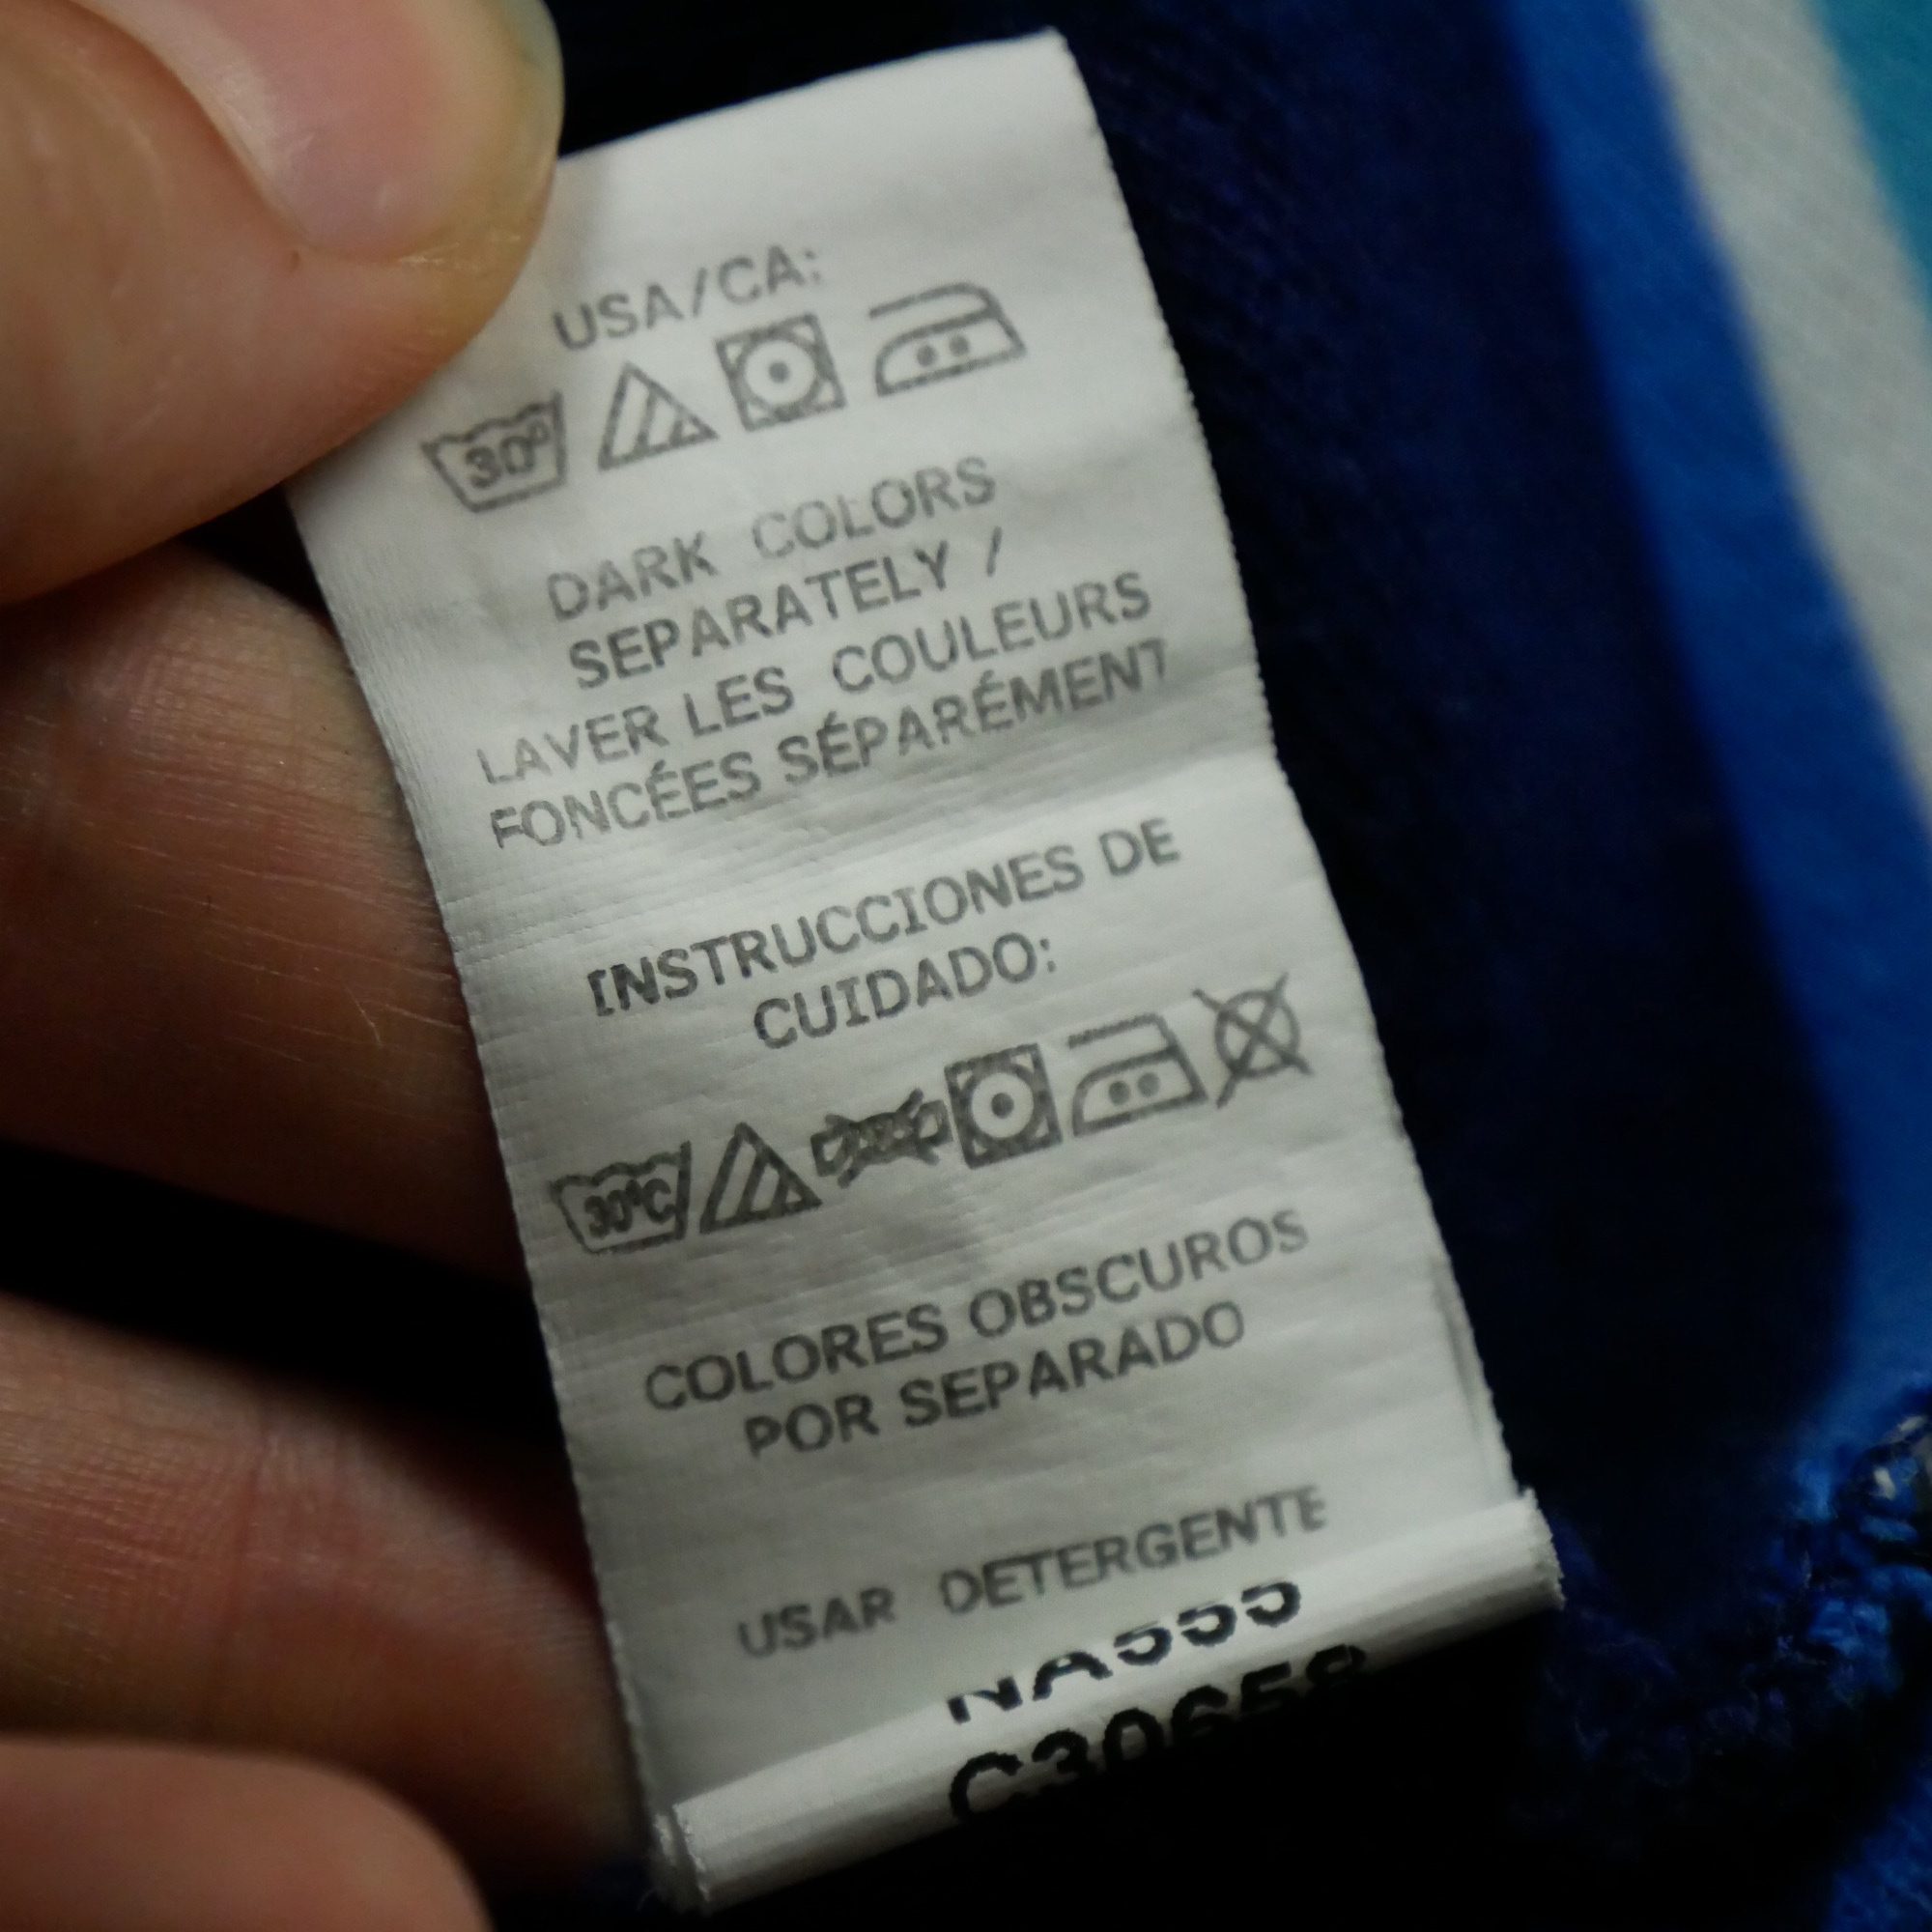 USA/CA:
30°
DARK COLORS
SEPARATELY /
LAVER LES COULEURS
FONCÉES SÉPARÉMENT
INSTRUCCIONES DE
CUIDADO:
30°C
COLORES OBSCUROS
POR SEPARADO
USAR DETERGENTE